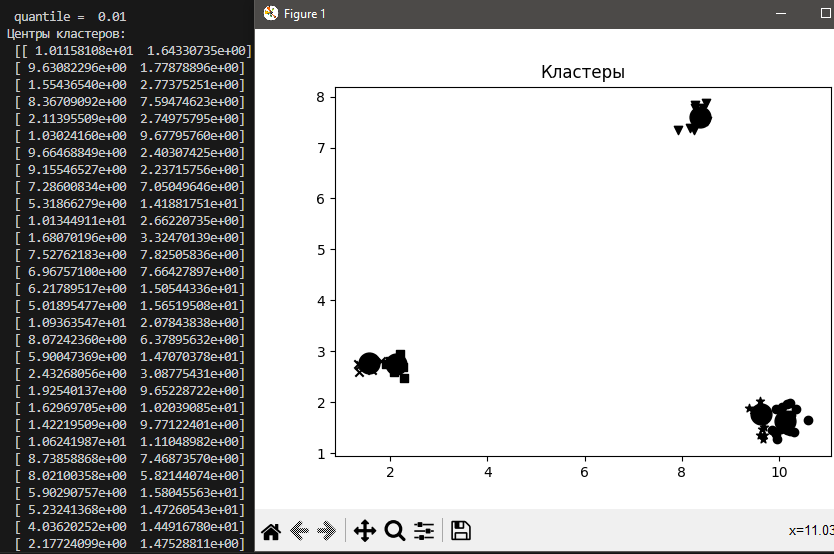 quantile =  0.01
Центры кластеров:
[[ 1.01158108e+01  1.64330735e+00]
[ 9.63082296e+00  1.77878896e+00]
[ 1.55436540e+00  2.77375251e+00]
[ 8.36709092e+00  7.59474623e+00]
[ 2.11395509e+00  2.74975795e+00]
[ 1.03024160e+00  9.67795760e+00]
[ 9.66468849e+00  2.40307425e+00]
[ 9.15546527e+00  2.23715756e+00]
[ 7.28600834e+00  7.05049646e+00]
[ 5.31866279e+00  1.41881751e+01]
[ 1.01344911e+01  2.66220735e+00]
[ 1.68070196e+00  3.32470139e+00]
[ 7.52762183e+00  7.82505836e+00]
[ 6.96757100e+00  7.66427897e+00]
[ 6.21789517e+00  1.50544336e+01]
[ 5.01895477e+00  1.56519508e+01]
[ 1.09363547e+01  2.07843838e+00]
[ 8.07242360e+00  6.37895632e+00]
[ 5.90047369e+00  1.47070378e+01]
[ 2.43268056e+00  3.08775431e+00]
[ 1.92540137e+00  9.65228722e+00]
[ 1.62969705e+01  1.02039085e+01]
[ 1.42219509e+00  9.77122401e+00]
[ 1.06241987e+01  1.11048982e+00]
[ 8.73858868e+00  7.46873570e+00]
[ 8.02100358e+00  5.82144074e+00]
[ 5.90290757e+00  1.58045563e+01]
[ 5.23241368e+00  1.47260543e+01]
[ 4.03620252e+00  1.44916780e+01]
[ 2.17724099e+00  1.47528811e+01]
Figure 1
Кластеры
8
7
6
5
4
3
2
1
2 4 6 8 10
x=11.03